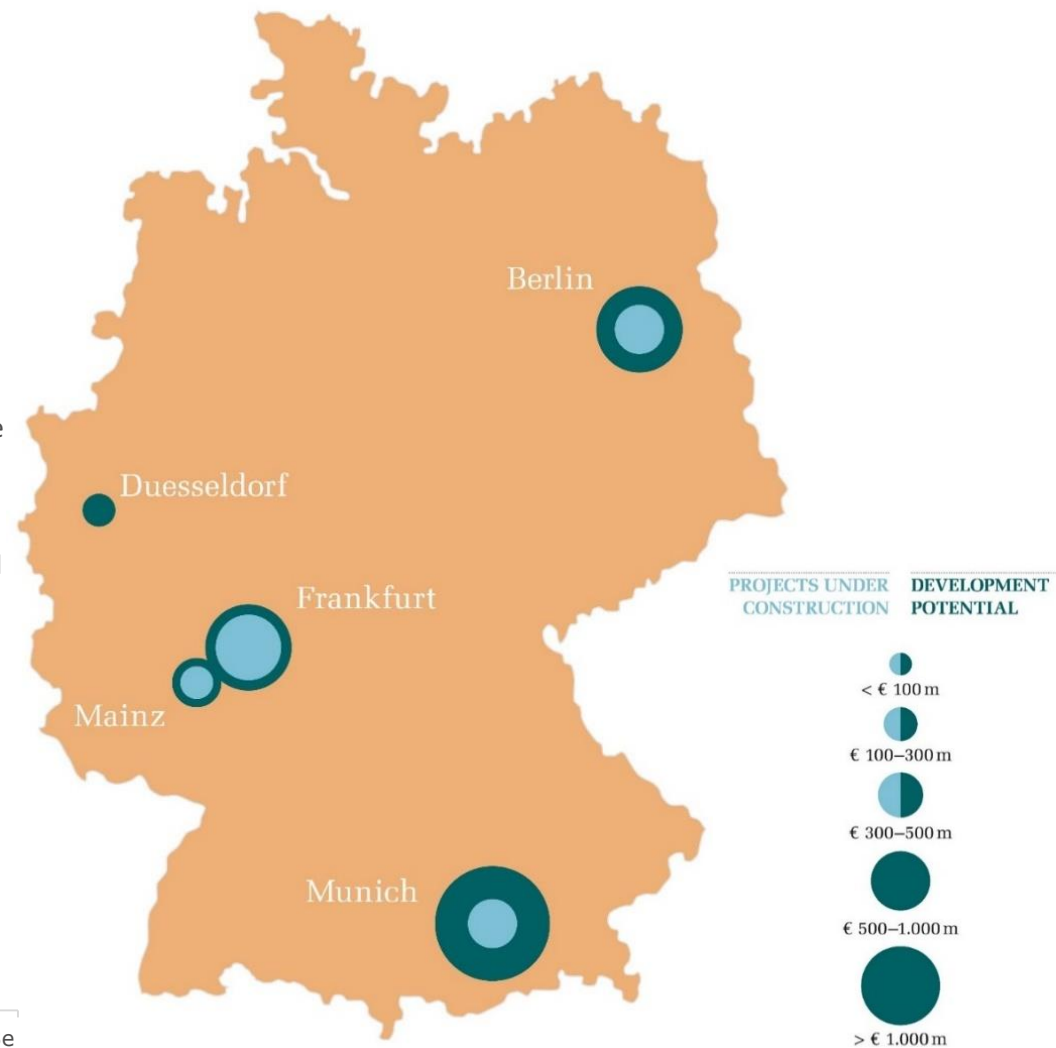 Berlin
Duesseldorf
Frankfurt
Mainz
Munich
PROJECTS UNDER
CONSTRUCTION
DEVELOPMENT
POTENTIAL
< € 100 m
€ 100–300 m
€ 300–500 m
€ 500–1.000 m
> € 1.000 m